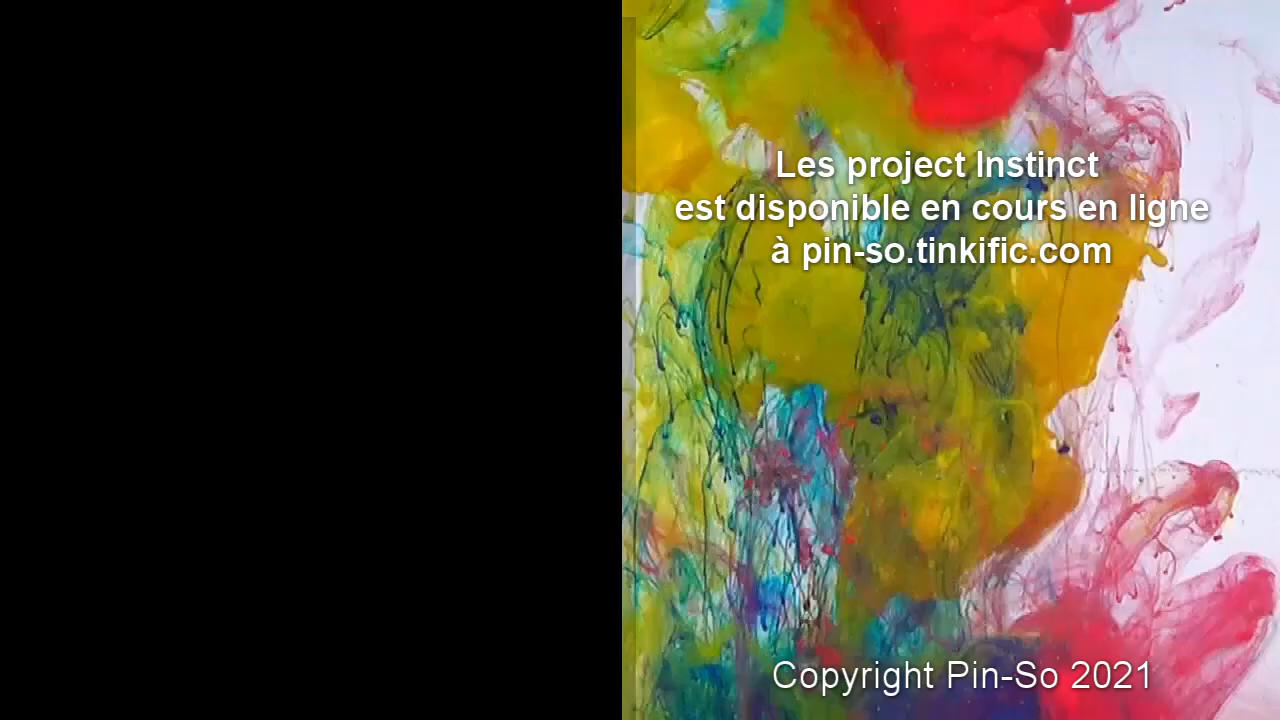 Les project Instinct
est disponible en cours en ligne
à pin-so.tinkific.com
Copyright Pin-So 2021